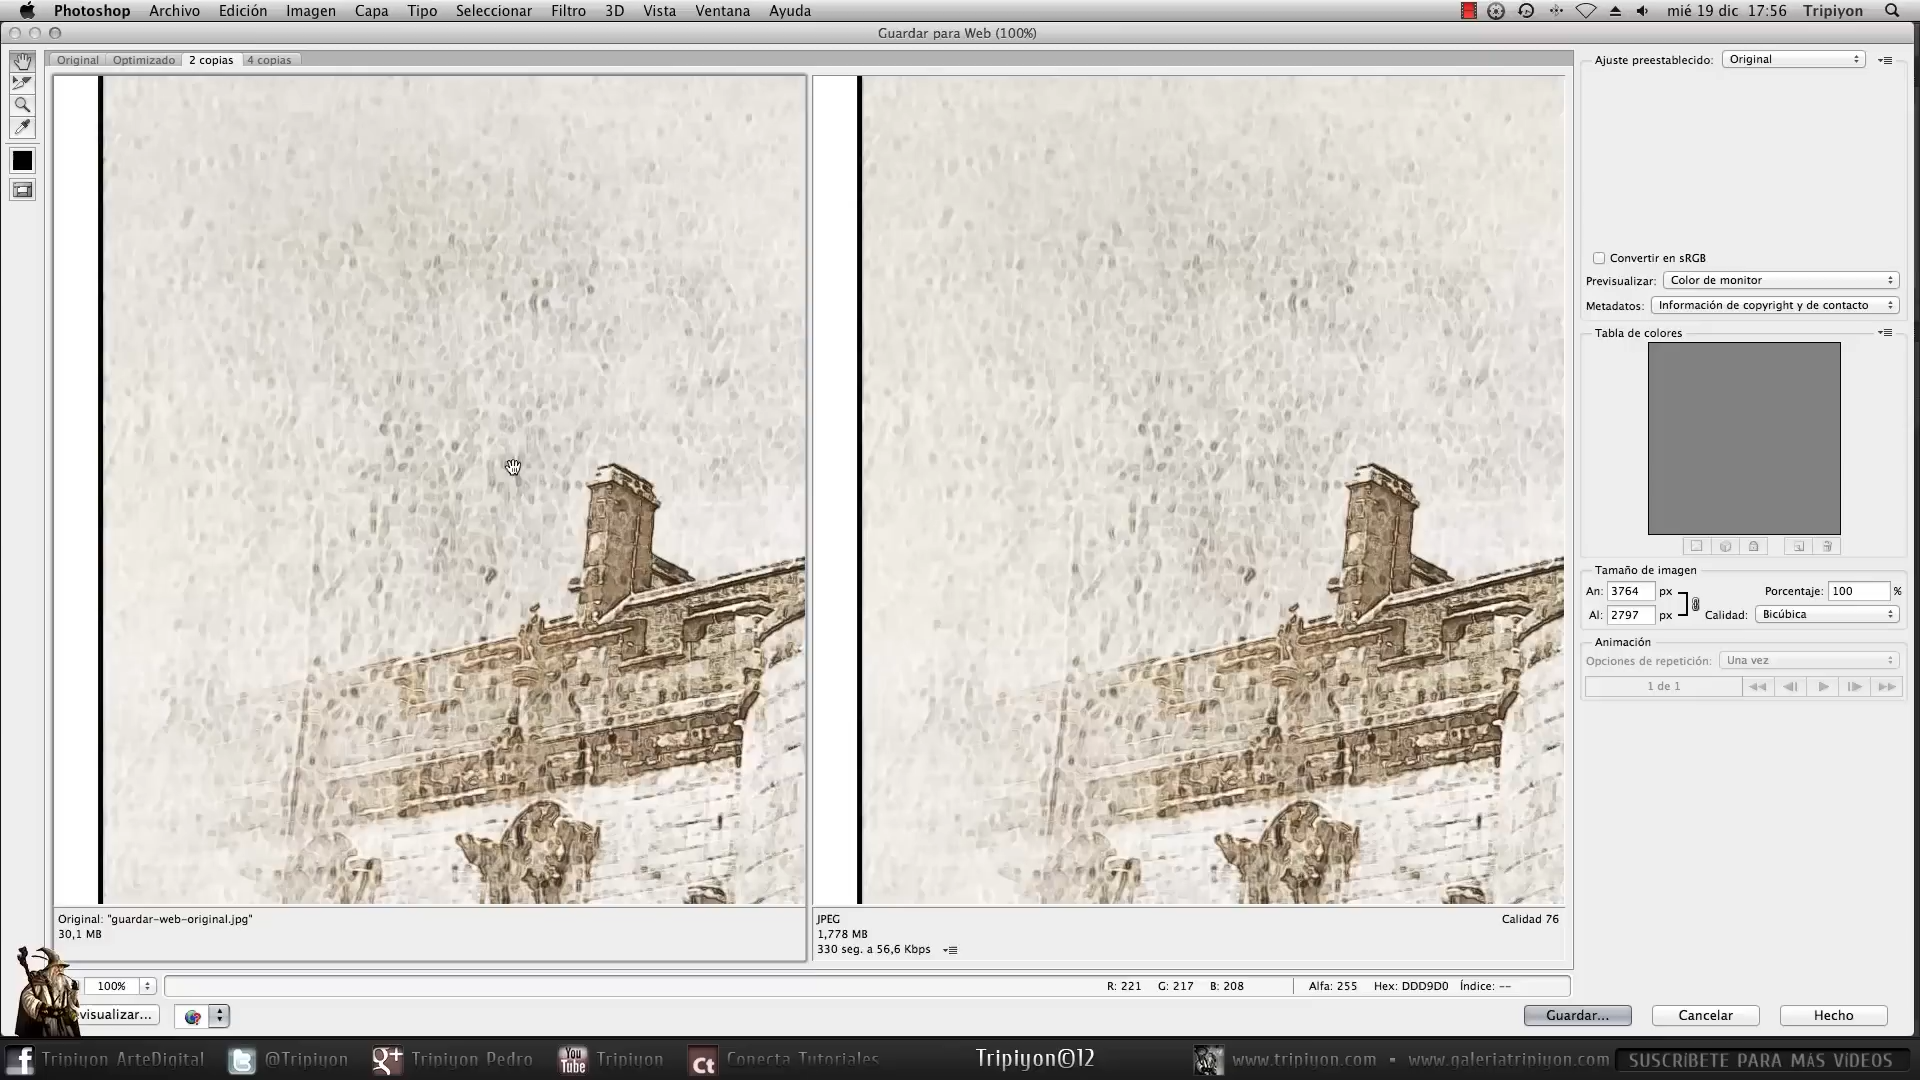 Photoshop Archivo Edición Imagen Capa Tipo Seleccionar Filtro 3D Vista Ventana Ayuda mié 19 dic 17:56 Tripiyon
Guardar para Web (100%)
Original Optimizado 2 copias 4 copias
Ajuste preestablecido: Original
Convertir en sRGB
Previsualizar: Color de monitor
Metadatos: Información de copyright y de contacto
Tabla de colores
Tamaño de imagen
An: 3764 px Porcentaje: 100 %
Al: 2797 px Calidad: Bicúbica
Animación
Opciones de repetición: Una vez
1 de 1
Original: "guardar-web-original.jpg"
30,1 MB
JPEG Calidad 76
1,778 MB
330 seg. a 56,6 Kbps
100% R: 221 G: 217 B: 208 Alfa: 255 Hex: DDD9D0 Índice: --
visualizar... Guardar... Cancelar Hecho
f Tripiyon ArteDigital @Tripiyon g+ Tripiyon Pedro You Tube Tripiyon Ct Conecta Tutoriales Tripiyon©12 www.tripiyon.com - www.galeriatripiyon.com SUSCRíBETE PARA MáS VíDEOS